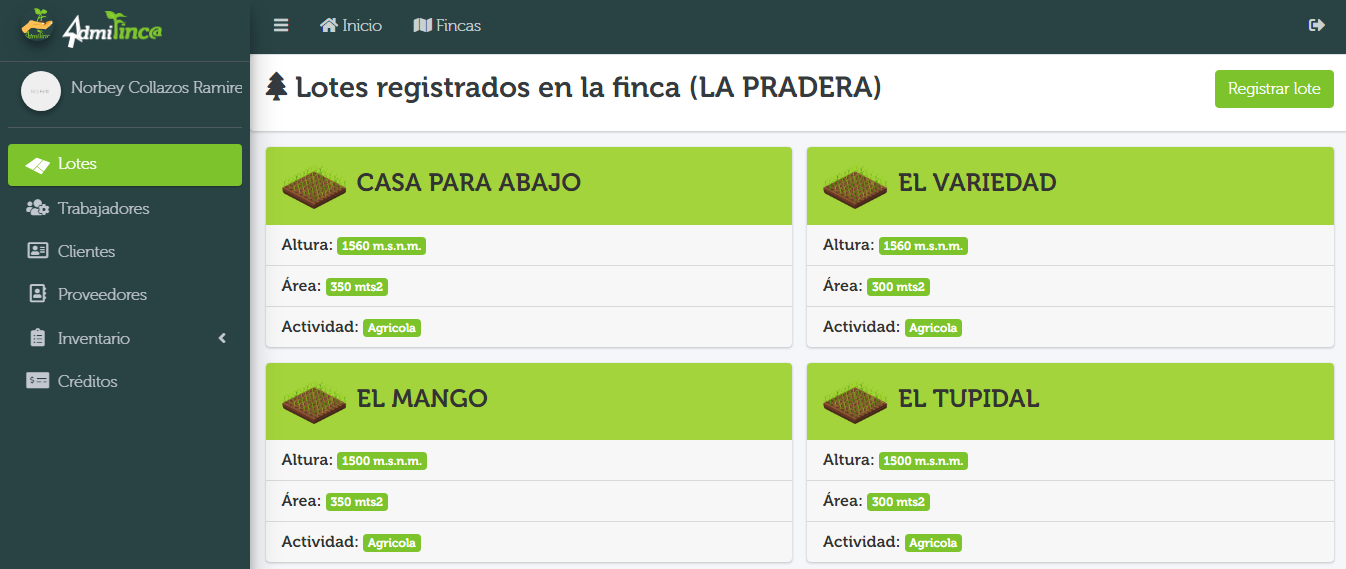 AdmiFinc@
Inicio
Fincas
Norbey Collazos Ramire
Lotes
Trabajadores
Clientes
Proveedores
Inventario
Créditos
Lotes registrados en la finca (LA PRADERA)
Registrar lote
CASA PARA ABAJO
Altura: 1560 m.s.n.m.
Área: 350 mts2
Actividad: Agricola
EL VARIEDAD
Altura: 1560 m.s.n.m.
Área: 300 mts2
Actividad: Agricola
EL MANGO
Altura: 1500 m.s.n.m.
Área: 350 mts2
Actividad: Agricola
EL TUPIDAL
Altura: 1500 m.s.n.m.
Área: 300 mts2
Actividad: Agricola